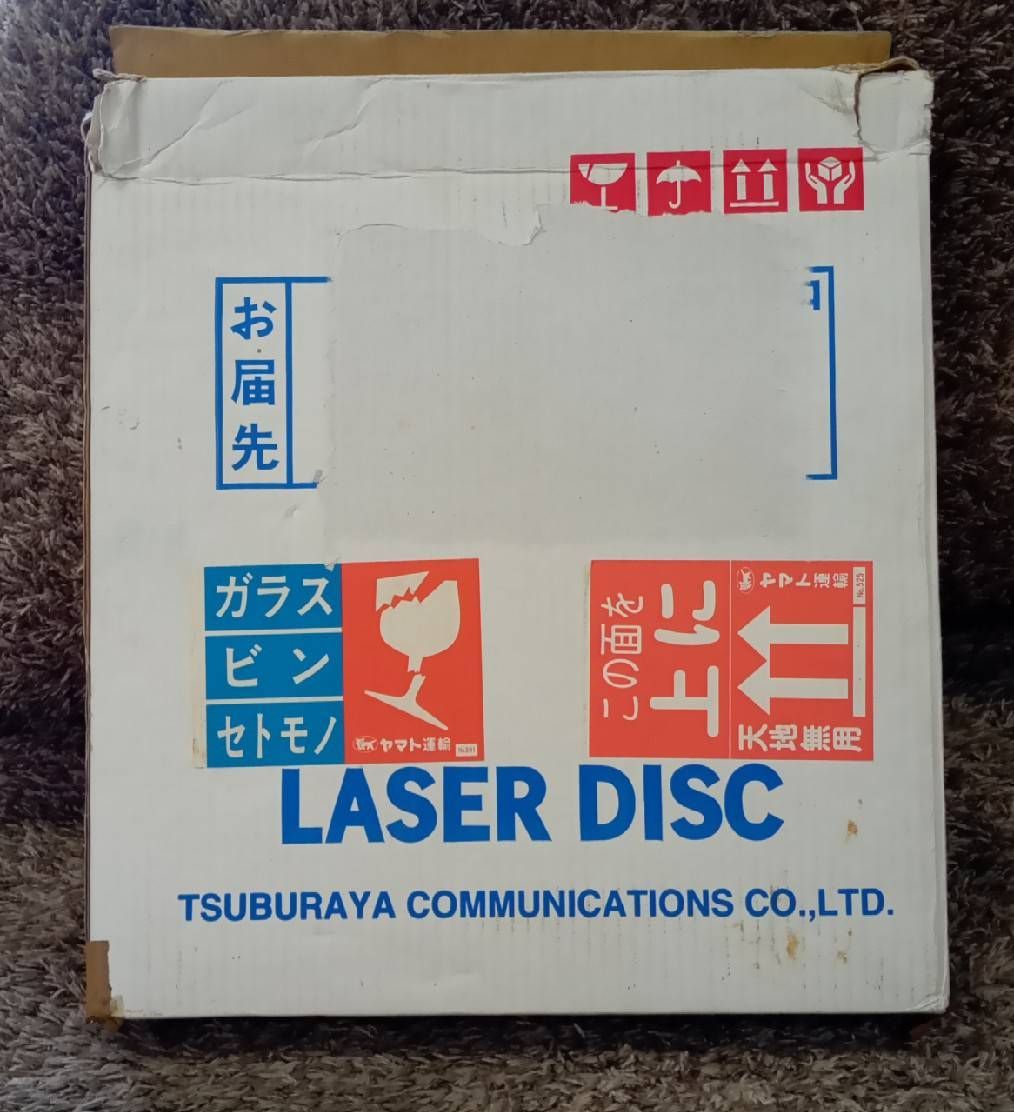 お届先
ガラス
ビン
セトモノ
ヤマト運輸
この面を
上に
ヤマト運輸
No.525
天地無用
LASER DISC
TSUBURAYA COMMUNICATIONS CO.,LTD.